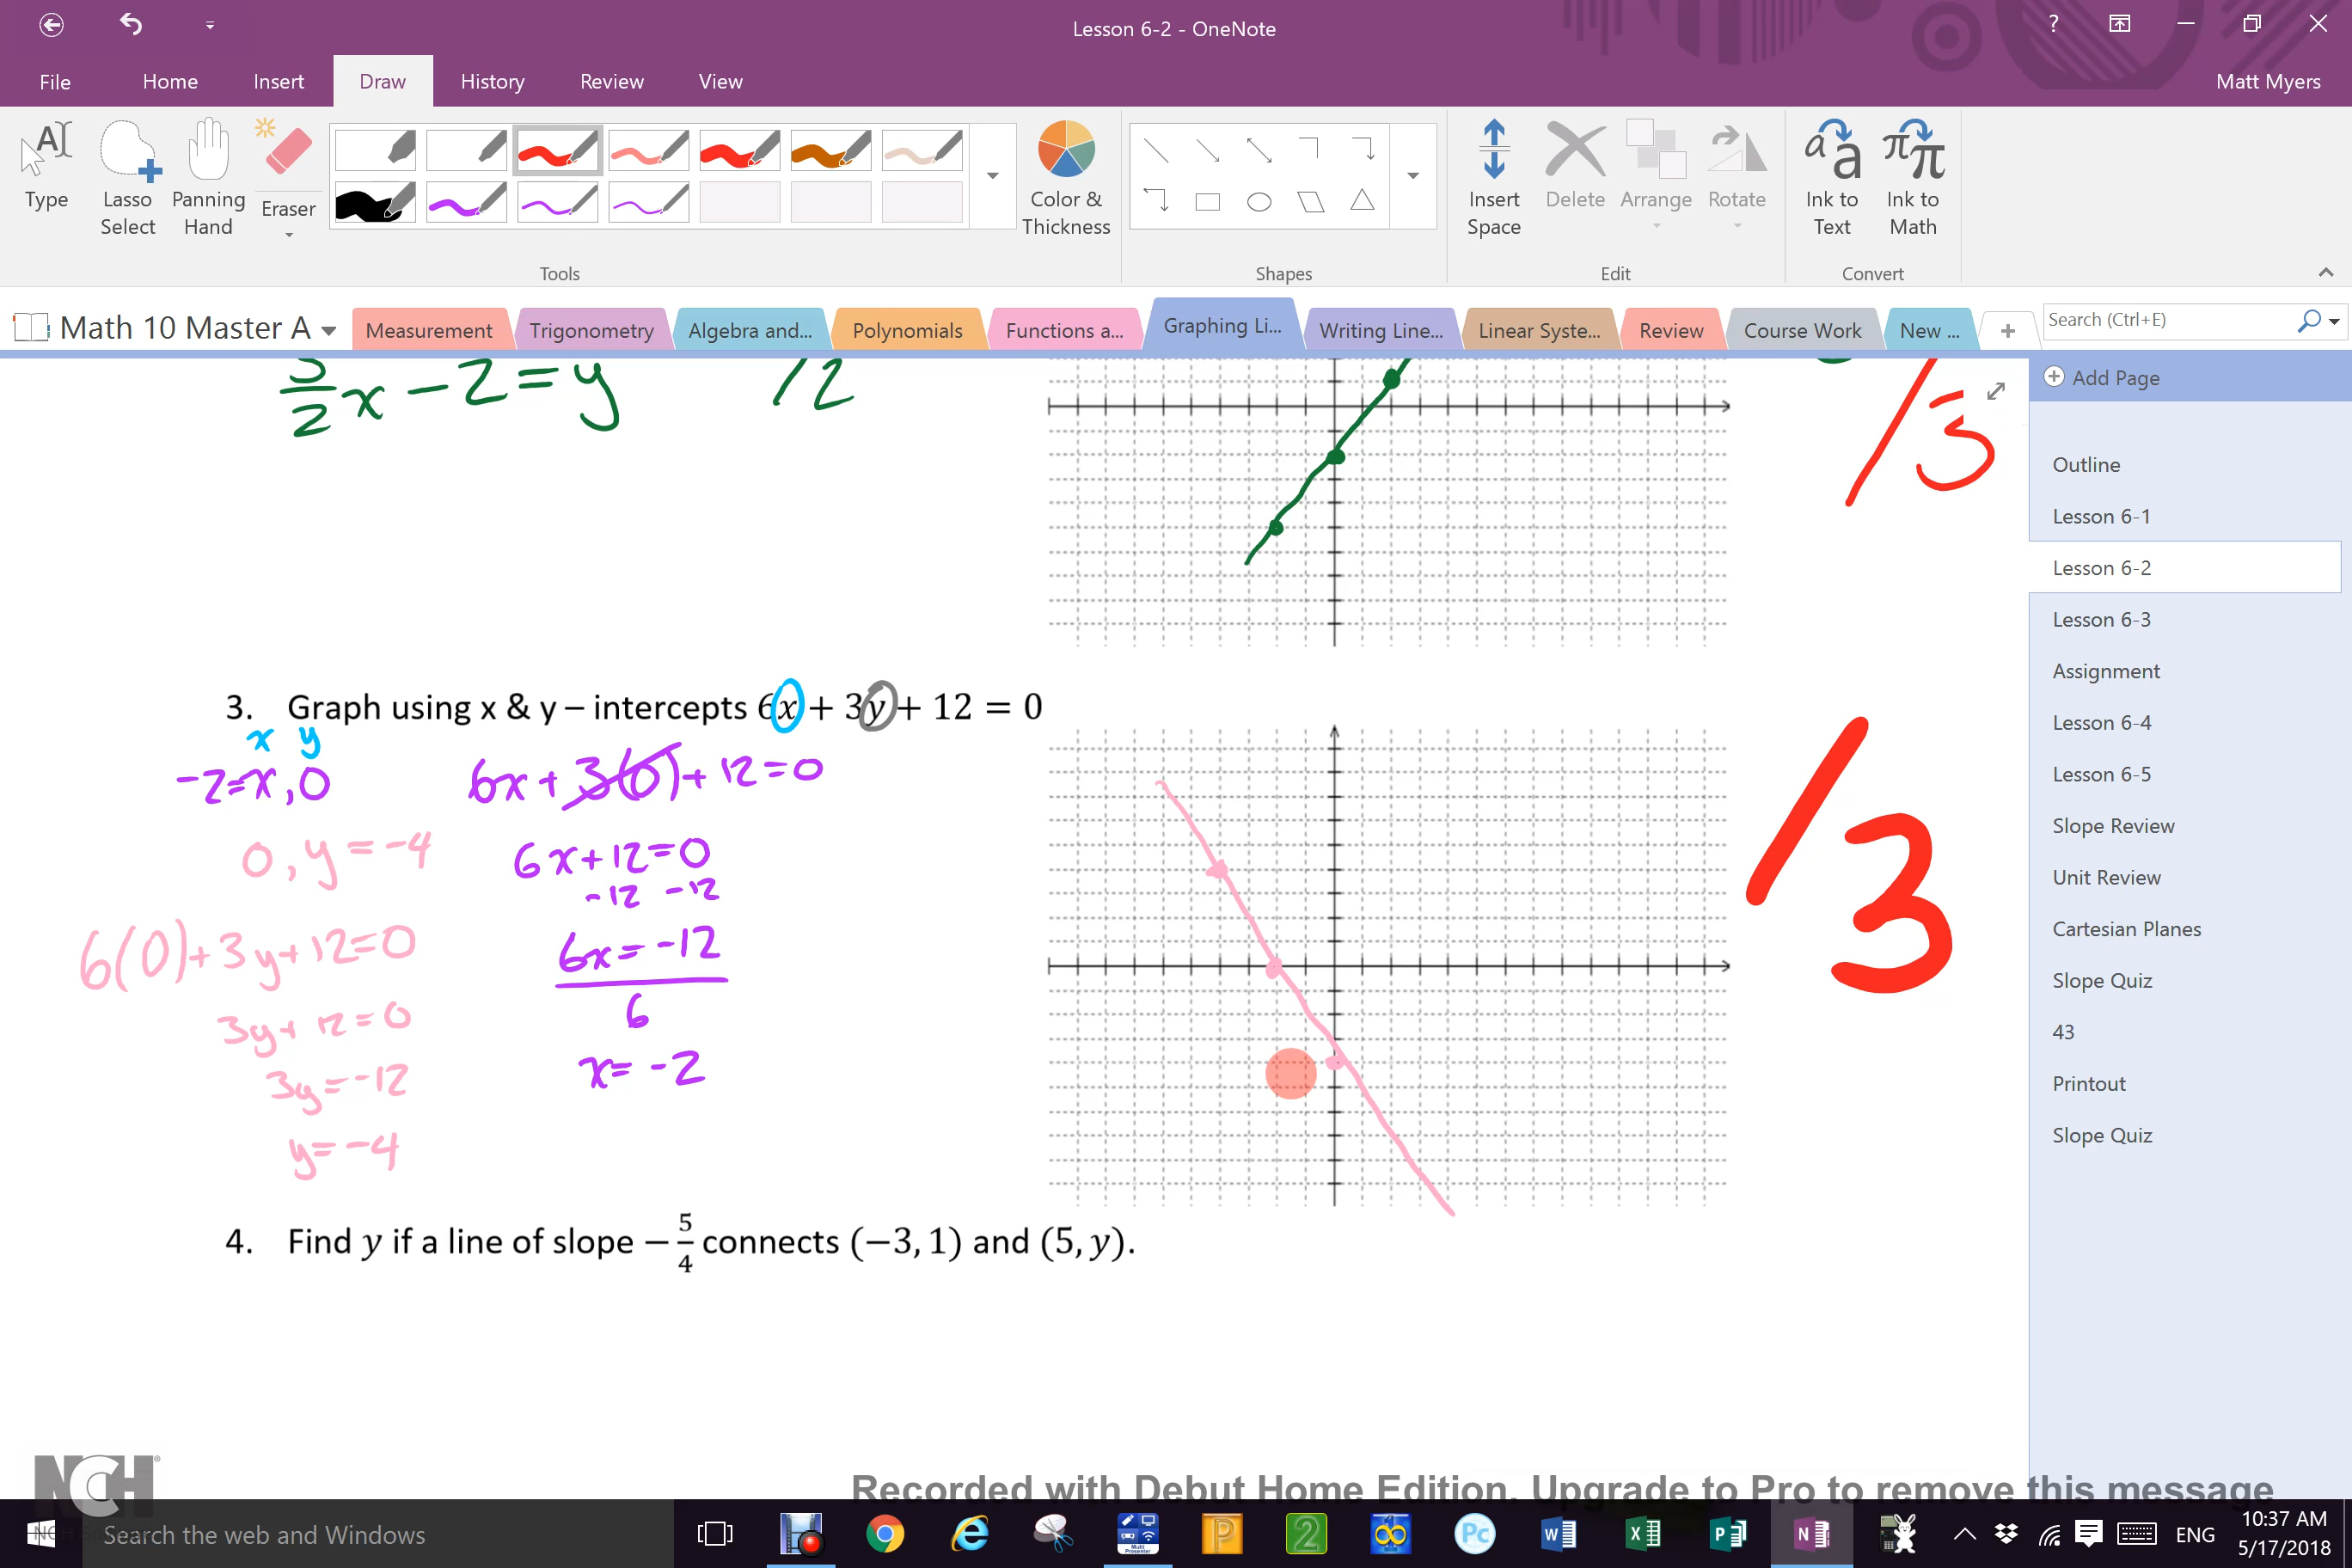 Lesson 6-2 - OneNote
?
File Home Insert Draw History Review View Matt Myers
Type
Lasso Select
Panning Hand
Eraser
Color & Thickness
Insert Space
Delete
Arrange
Rotate
Ink to Text
Ink to Math
Tools Shapes Edit Convert
Math 10 Master A
Measurement Trigonometry Algebra and... Polynomials Functions a... Graphing Li... Writing Line... Linear Syste... Review Course Work New ... +
Search (Ctrl+E)
Add Page
Outline
Lesson 6-1
Lesson 6-2
Lesson 6-3
Assignment
Lesson 6-4
Lesson 6-5
Slope Review
Unit Review
Cartesian Planes
Slope Quiz
43
Printout
Slope Quiz
3/2 x - 2 = y /2
/3
3. Graph using x & y – intercepts 6x + 3y + 12 = 0
x y
-2=x, 0
0, y = -4
6(0)+3y+12=0
3y+12=0
3y=-12
y=-4
6x+3(0)+12=0
6x+12=0
-12 -12
6x=-12
6
x=-2
/3
4. Find y if a line of slope −5/4 connects (−3, 1) and (5, y).
NCH
Recorded with Debut Home Edition. Upgrade to Pro to remove this message
Search the web and Windows
ENG
10:37 AM
5/17/2018